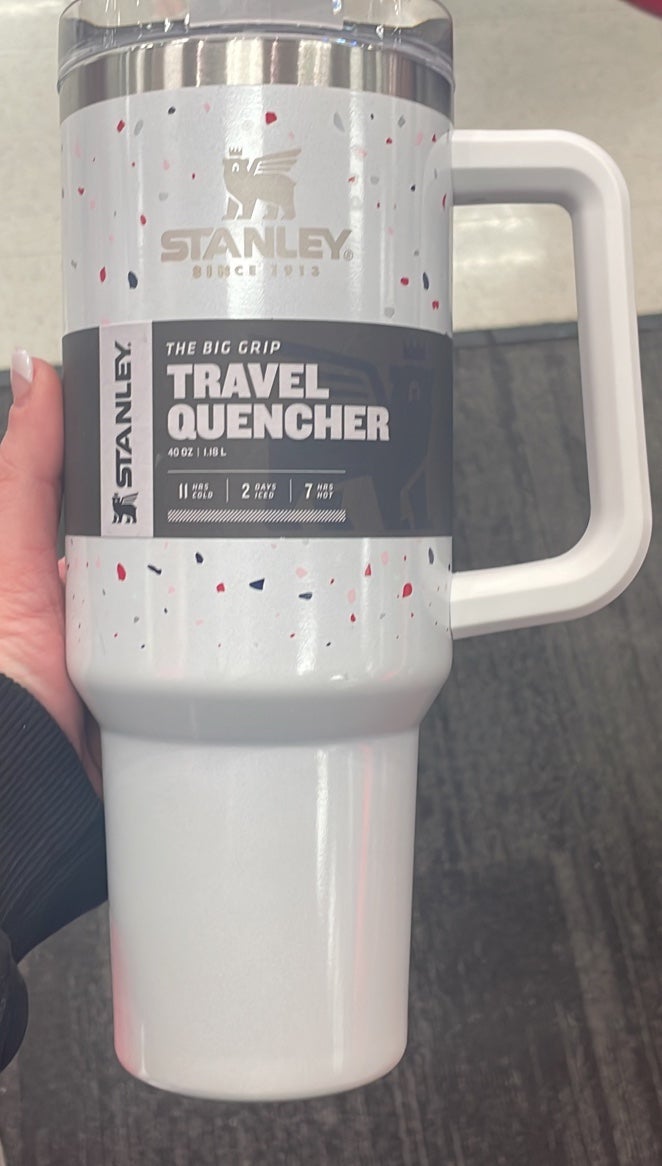 STANLEY®
SINCE 1913
STANLEY.
THE BIG GRIP
TRAVEL
QUENCHER
40 OZ | 1.18 L
11 HRS COLD | 2 DAYS ICED | 7 HRS HOT